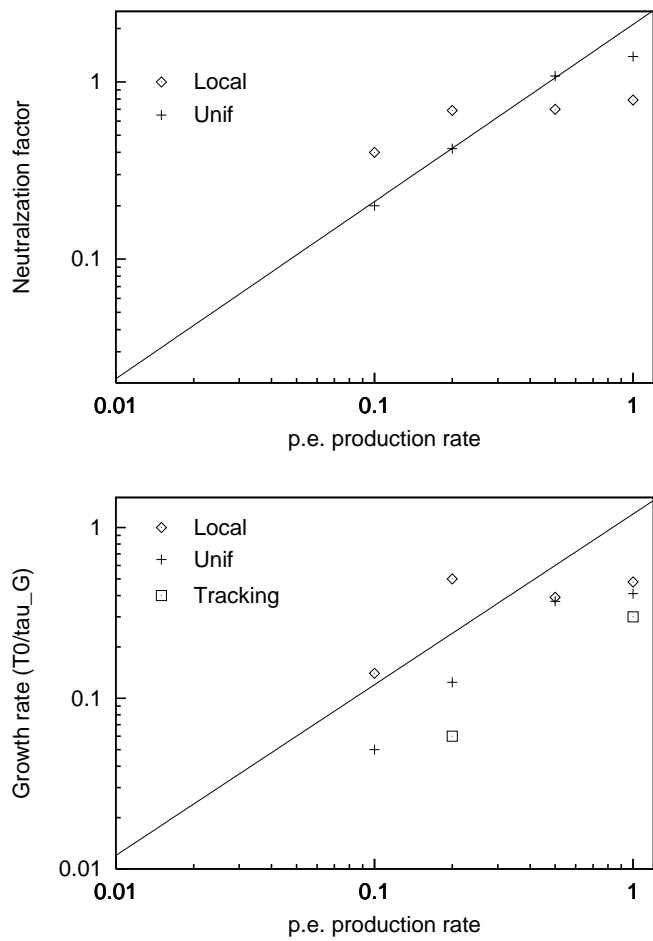 1
0.1
Neutralzation factor
Local
Unif
0.01 0.1 1
p.e. production rate
1
0.1
0.01
Growth rate (T0/tau_G)
Local
Unif
Tracking
0.01 0.1 1
p.e. production rate